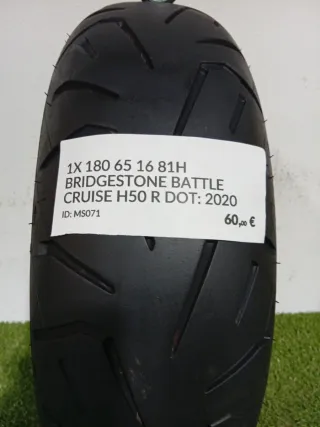 1X 180 65 16 81H
BRIDGESTONE BATTLE
CRUISE H50 R DOT: 2020
ID: MS071
60,00 €